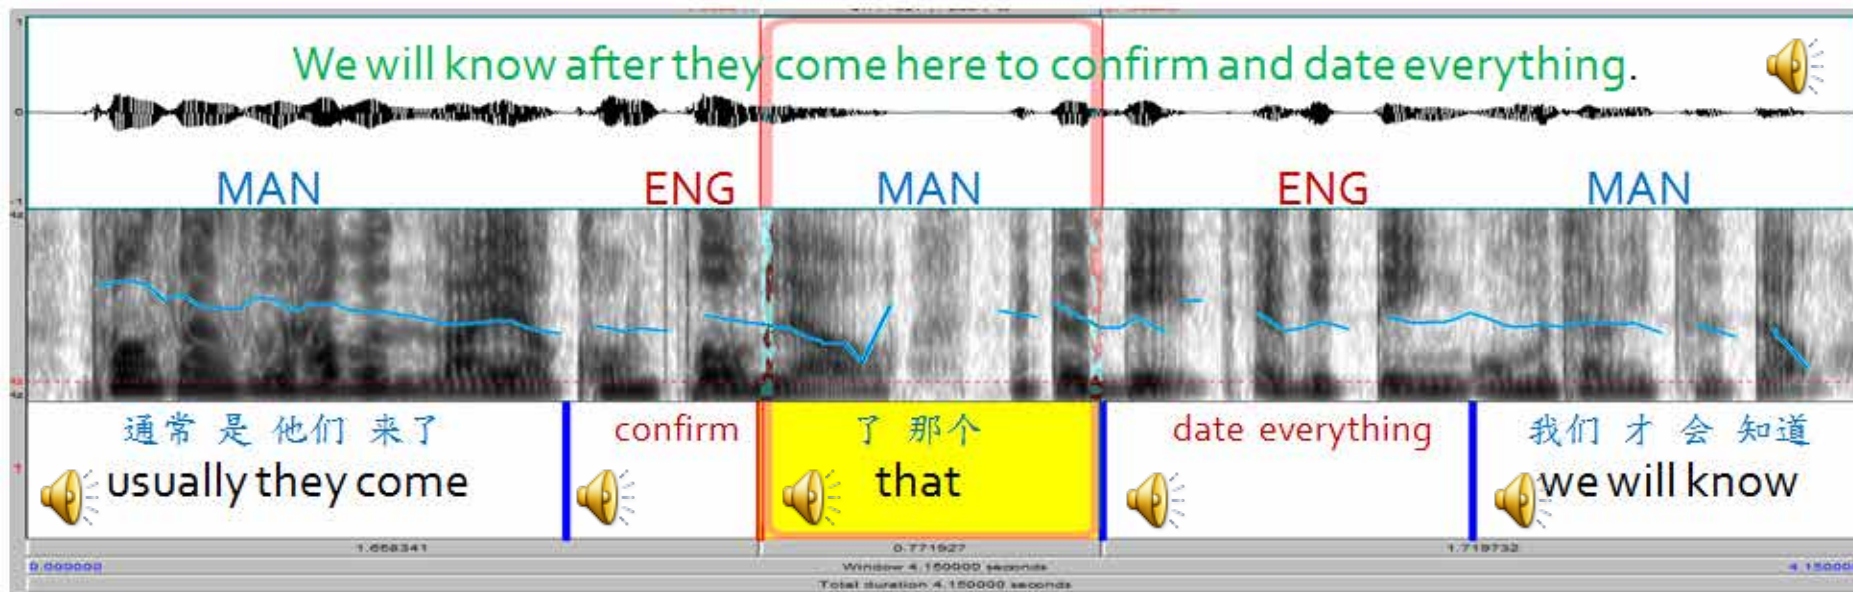 We will know after they come here to confirm and date everything.
MAN ENG MAN ENG MAN
通常 是 他们 来了 confirm 了 那个 date everything 我们 才 会 知道
usually they come that we will know
1.658341 0.771927 1.719732
0.000000 Window 4.150000 seconds 4.15000
Total duration 4.150000 seconds